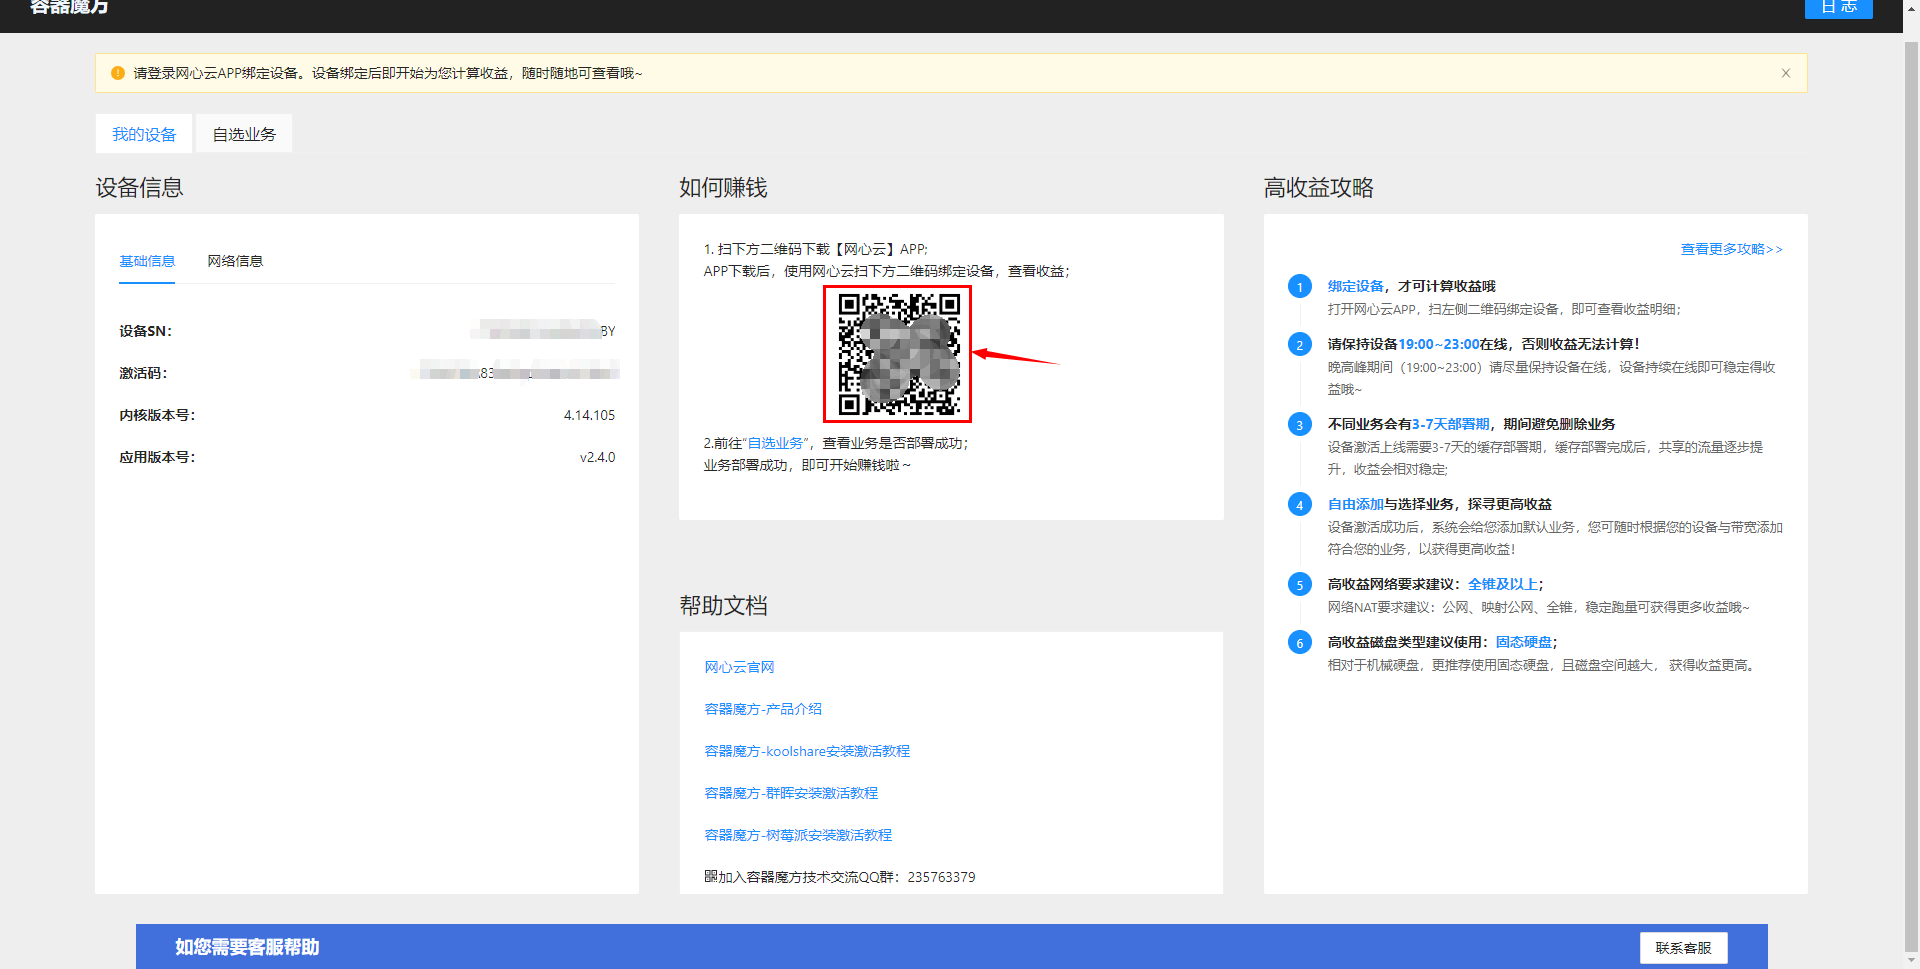 容器魔方
日志
请登录网心云APP绑定设备。设备绑定后即开始为您计算收益，随时随地可查看哦~
我的设备
自选业务
设备信息
基础信息
网络信息
设备SN：
BY
激活码：
83
内核版本号：
4.14.105
应用版本号：
v2.4.0
如何赚钱
1. 扫下方二维码下载【网心云】APP;
APP下载后，使用网心云扫下方二维码绑定设备，查看收益；
2.前往“自选业务”，查看业务是否部署成功；
业务部署成功，即可开始赚钱啦～
帮助文档
网心云官网
容器魔方-产品介绍
容器魔方-koolshare安装激活教程
容器魔方-群晖安装激活教程
容器魔方-树莓派安装激活教程
加入容器魔方技术交流QQ群：235763379
高收益攻略
查看更多攻略>>
1
绑定设备，才可计算收益哦
打开网心云APP，扫左侧二维码绑定设备，即可查看收益明细；
2
请保持设备19:00~23:00在线，否则收益无法计算！
晚高峰期间（19:00~23:00）请尽量保持设备在线，设备持续在线即可稳定得收
益哦~
3
不同业务会有3-7天部署期，期间避免删除业务
设备激活上线需要3-7天的缓存部署期，缓存部署完成后，共享的流量逐步提
升，收益会相对稳定;
4
自由添加与选择业务，探寻更高收益
设备激活成功后，系统会给您添加默认业务，您可随时根据您的设备与带宽添加
符合您的业务，以获得更高收益！
5
高收益网络要求建议：全锥及以上；
网络NAT要求建议：公网、映射公网、全锥，稳定跑量可获得更多收益哦~
6
高收益磁盘类型建议使用：固态硬盘；
相对于机械硬盘，更推荐使用固态硬盘，且磁盘空间越大， 获得收益更高。
如您需要客服帮助
联系客服